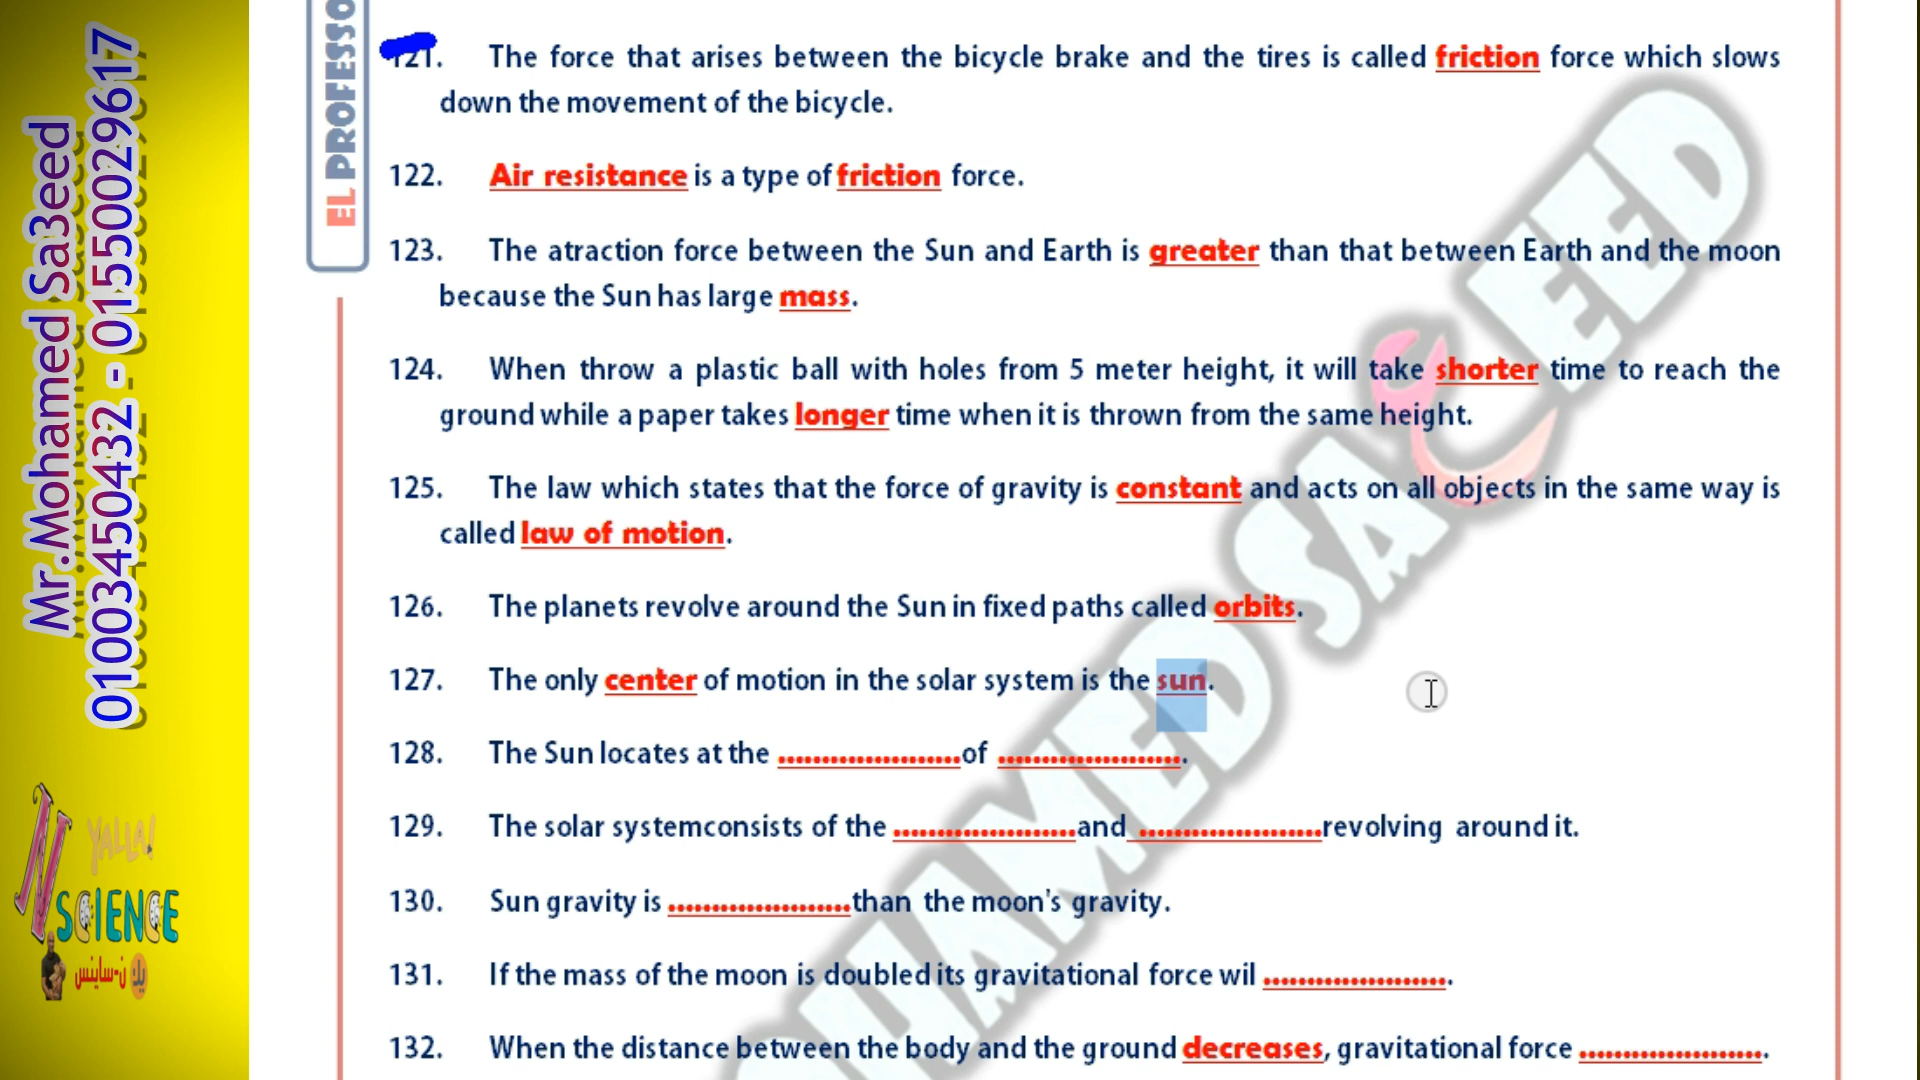 Mr.Mohamed Sa3eed
01003450432 - 01550029617
YALLA!
N
SCIENCE
يلا ن-ساينس
EL PROFESSO
121. The force that arises between the bicycle brake and the tires is called friction force which slows
down the movement of the bicycle.
122. Air resistance is a type of friction force.
123. The atraction force between the Sun and Earth is greater than that between Earth and the moon
because the Sun has large mass.
124. When throw a plastic ball with holes from 5 meter height, it will take shorter time to reach the
ground while a paper takes longer time when it is thrown from the same height.
125. The law which states that the force of gravity is constant and acts on all objects in the same way is
called law of motion.
126. The planets revolve around the Sun in fixed paths called orbits.
127. The only center of motion in the solar system is the sun.
128. The Sun locates at the .....................of .....................
129. The solar systemconsists of the .....................and .....................revolving around it.
130. Sun gravity is .....................than the moon's gravity.
131. If the mass of the moon is doubled its gravitational force wil .....................
132. When the distance between the body and the ground decreases, gravitational force .....................
OHAMED SAEED